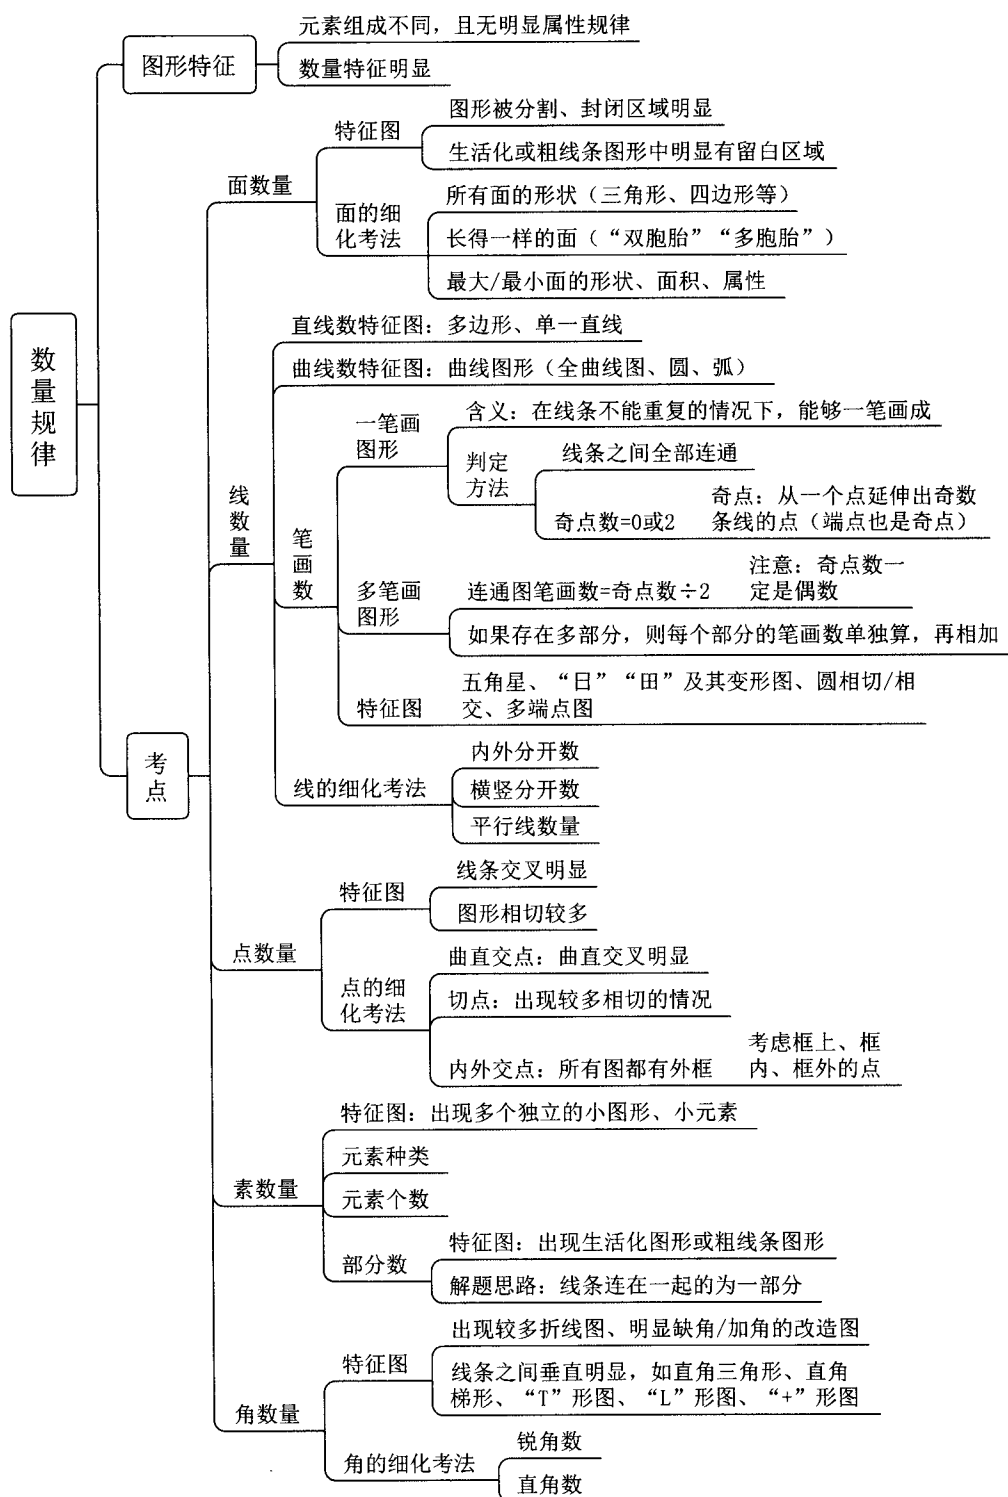 数量规律
图形特征
元素组成不同，且无明显属性规律
数量特征明显
考点
面数量
特征图
图形被分割、封闭区域明显
生活化或粗线条图形中明显有留白区域
面的细
化考法
所有面的形状（三角形、四边形等）
长得一样的面（“双胞胎”“多胞胎”）
最大/最小面的形状、面积、属性
线数量
直线数特征图：多边形、单一直线
曲线数特征图：曲线图形（全曲线图、圆、弧）
笔画数
一笔画
图形
含义：在线条不能重复的情况下，能够一笔画成
判定
方法
线条之间全部连通
奇点数=0或2
奇点：从一个点延伸出奇数
条线的点（端点也是奇点）
多笔画
图形
连通图笔画数=奇点数÷2
注意：奇点数一
定是偶数
如果存在多部分，则每个部分的笔画数单独算，再相加
特征图
五角星、“日”“田”及其变形图、圆相切/相
交、多端点图
线的细化考法
内外分开数
横竖分开数
平行线数量
点数量
特征图
线条交叉明显
图形相切较多
点的细
化考法
曲直交点：曲直交叉明显
切点：出现较多相切的情况
内外交点：所有图都有外框
考虑框上、框
内、框外的点
素数量
特征图：出现多个独立的小图形、小元素
元素种类
元素个数
部分数
特征图：出现生活化图形或粗线条图形
解题思路：线条连在一起的为一部分
角数量
特征图
出现较多折线图、明显缺角/加角的改造图
线条之间垂直明显，如直角三角形、直角
梯形、“T”形图、“L”形图、“+”形图
角的细化考法
锐角数
直角数